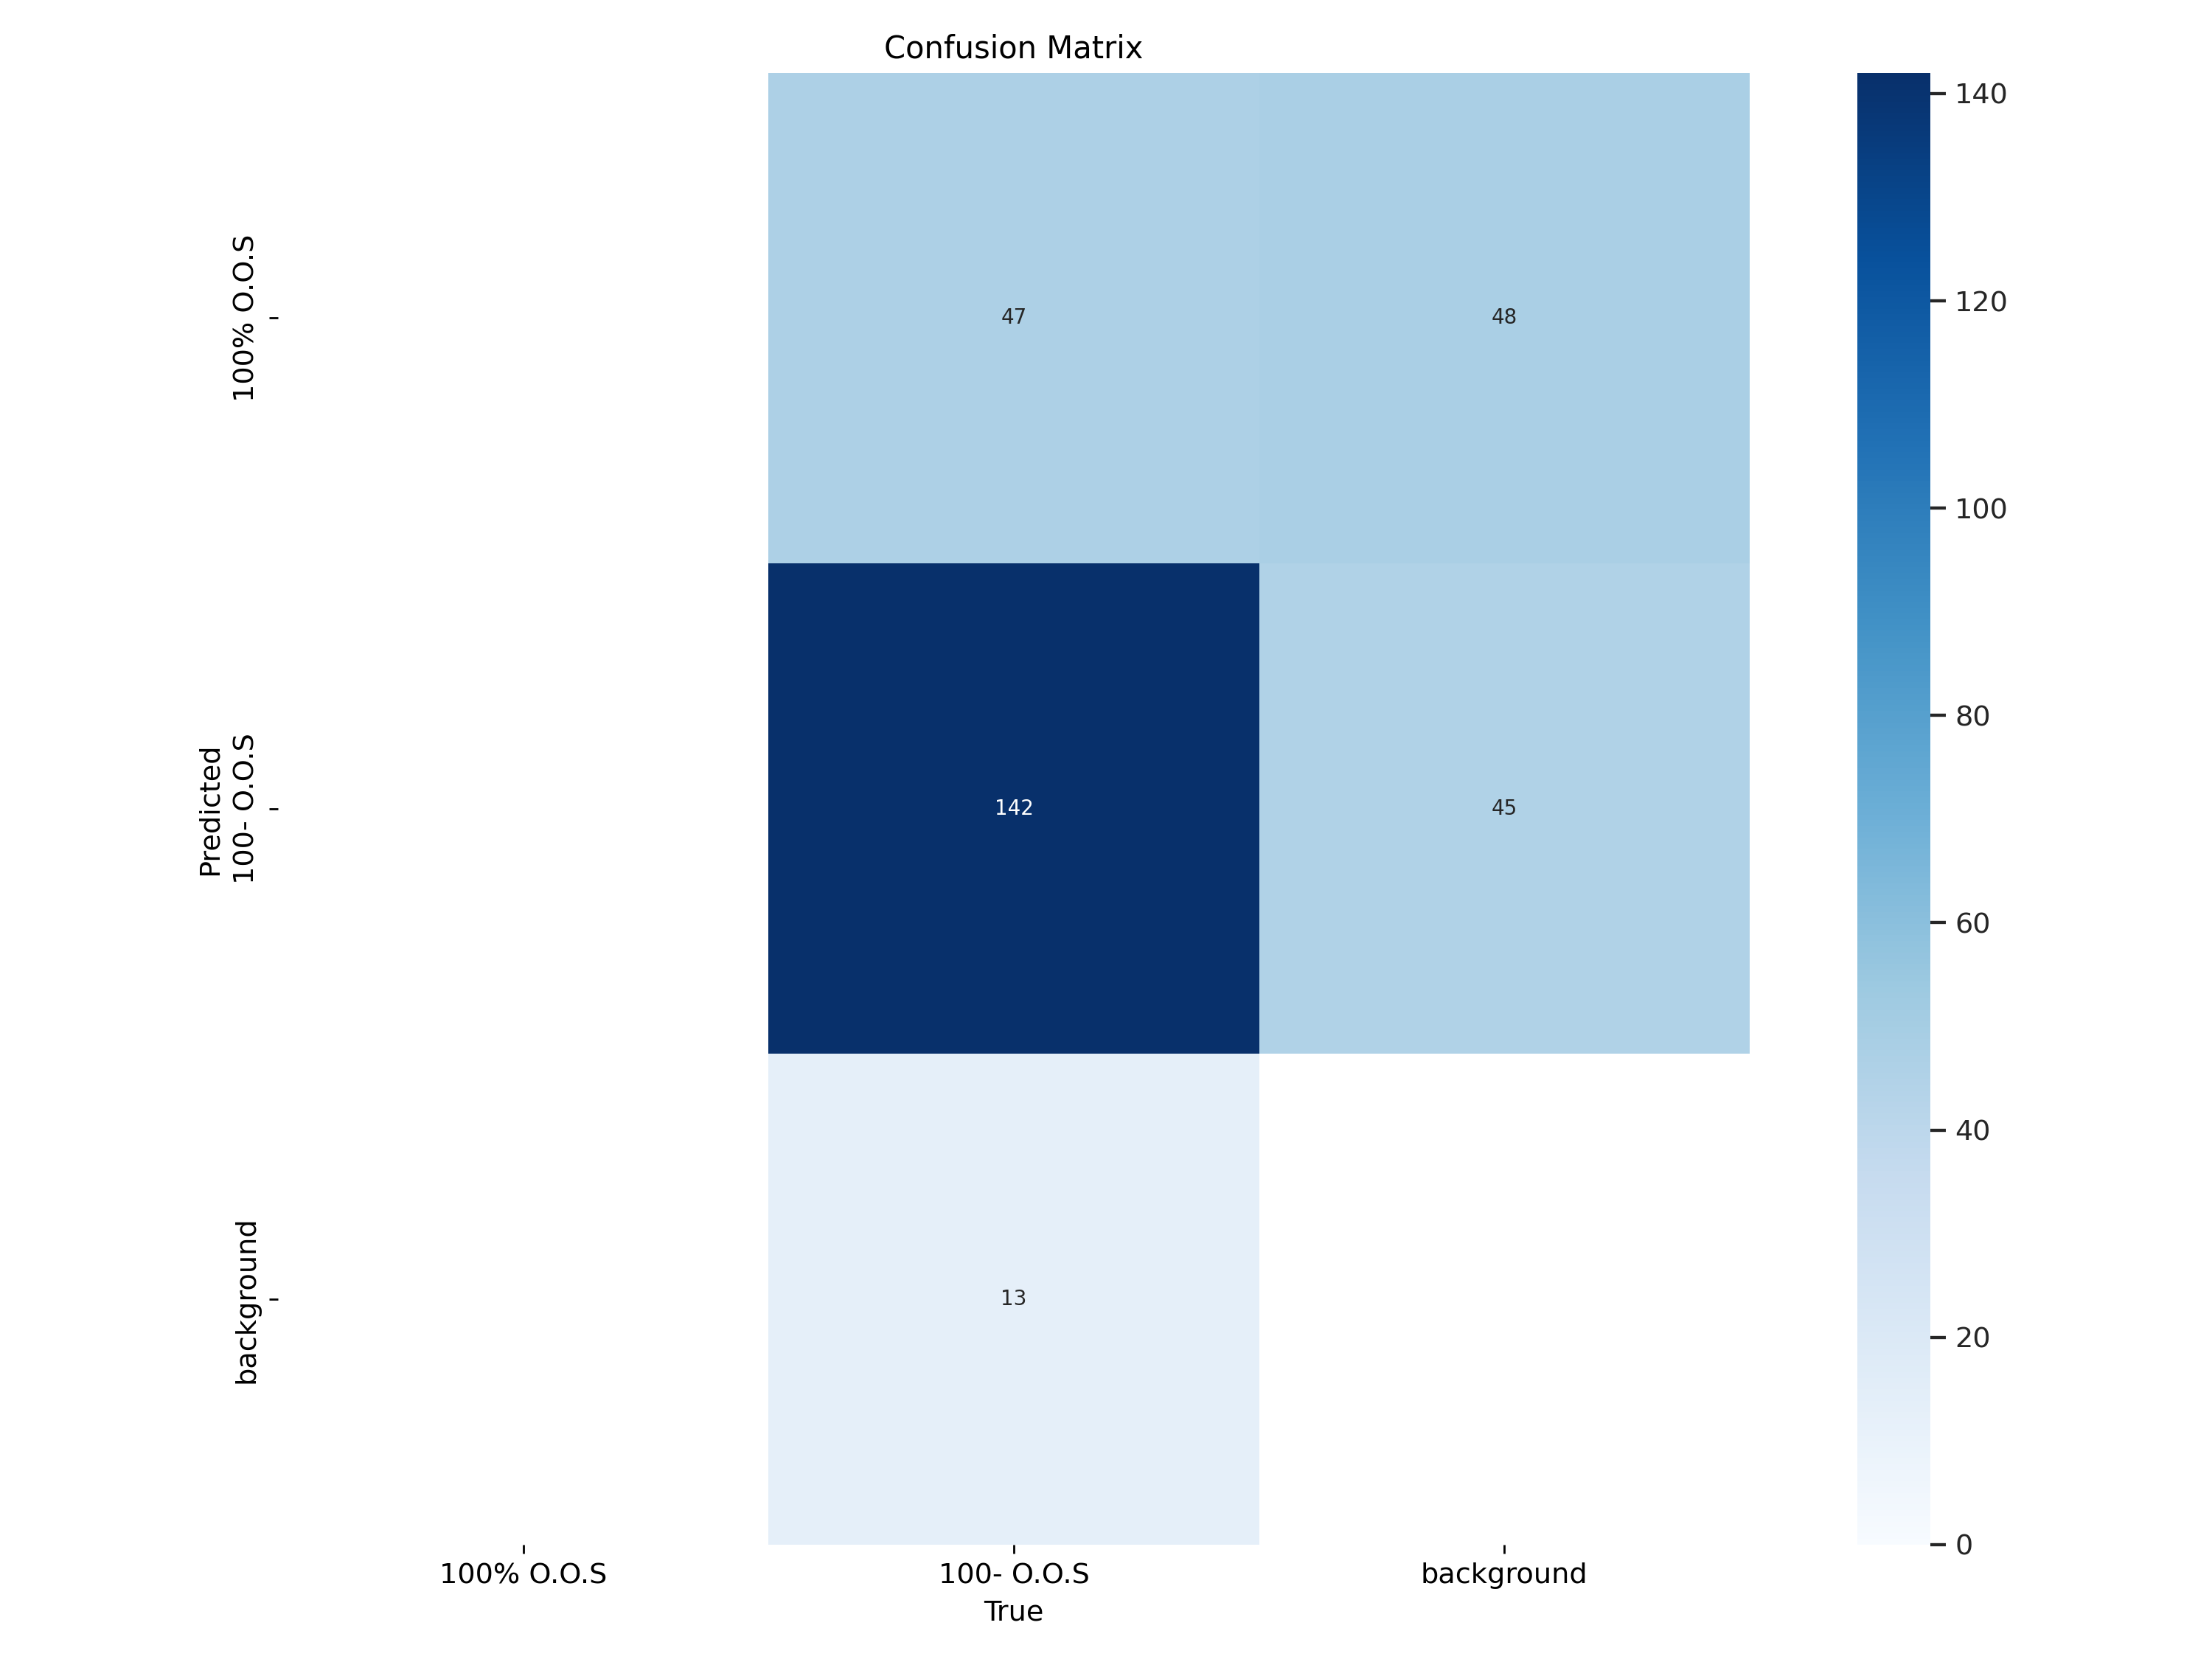 Confusion Matrix
100% O.O.S
100- O.O.S
background
Predicted
47
48
142
45
13
100% O.O.S
100- O.O.S
background
True
140
120
100
80
60
40
20
0